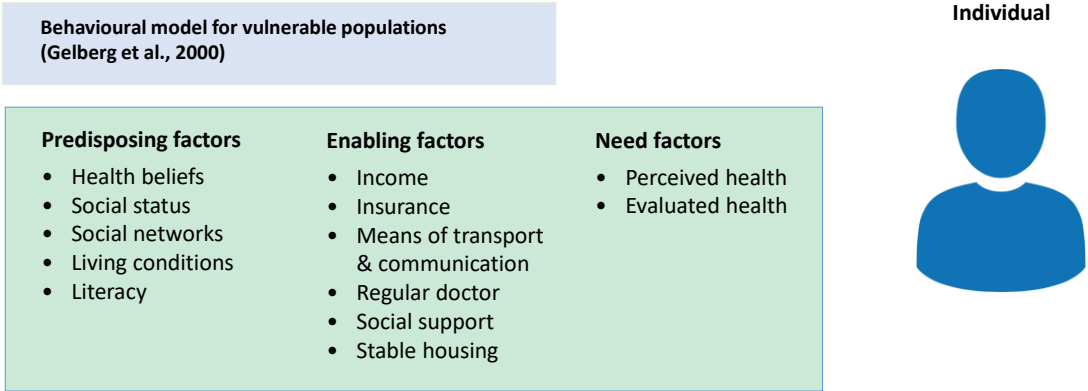 Behavioural model for vulnerable populations
(Gelberg et al., 2000)
Individual
Predisposing factors
• Health beliefs
• Social status
• Social networks
• Living conditions
• Literacy
Enabling factors
• Income
• Insurance
• Means of transport
& communication
• Regular doctor
• Social support
• Stable housing
Need factors
• Perceived health
• Evaluated health